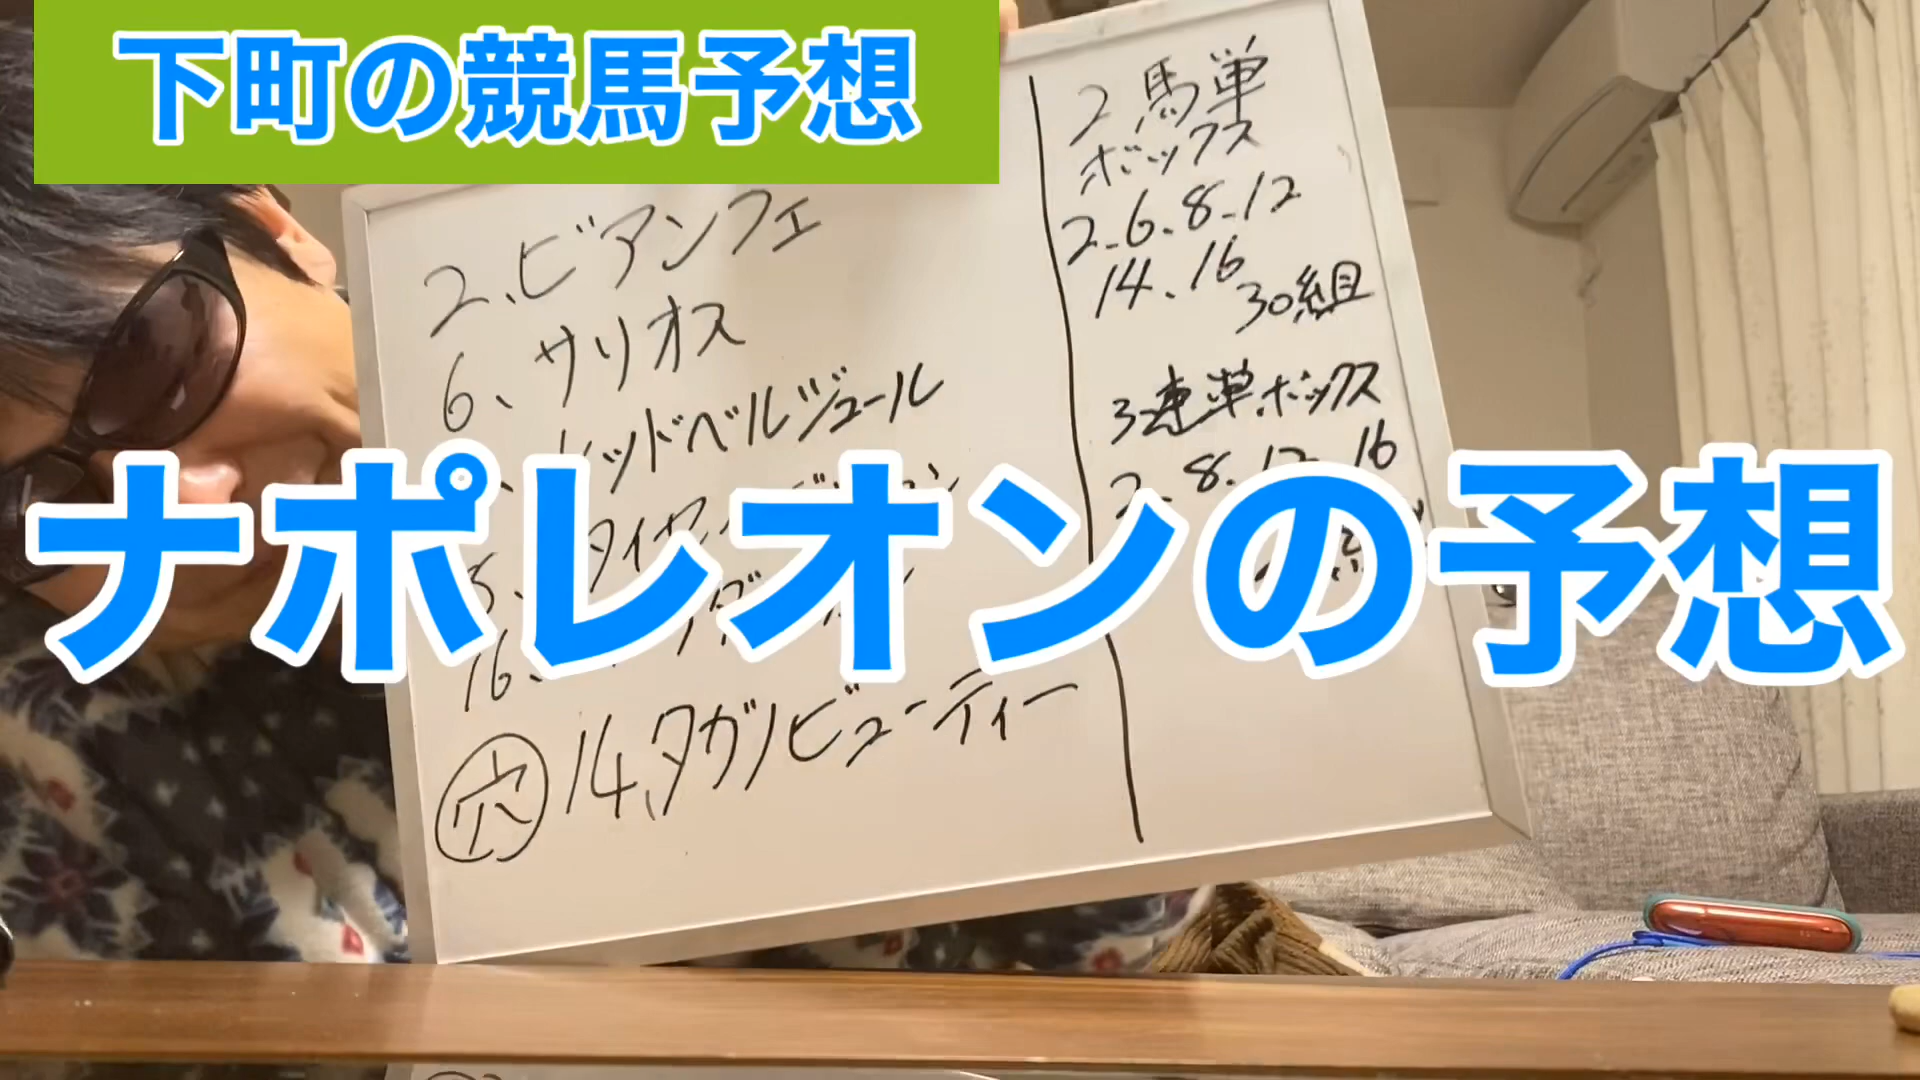 下町の競馬予想
2、ビアンフェ
6、サリオス
ッドベルジュール
16、
穴 14、タガノビューティー
2 馬単
ボックス
2-6-8-12
14、16
30組
3連単ボックス
2、8、12、16
ナポレオンの予想